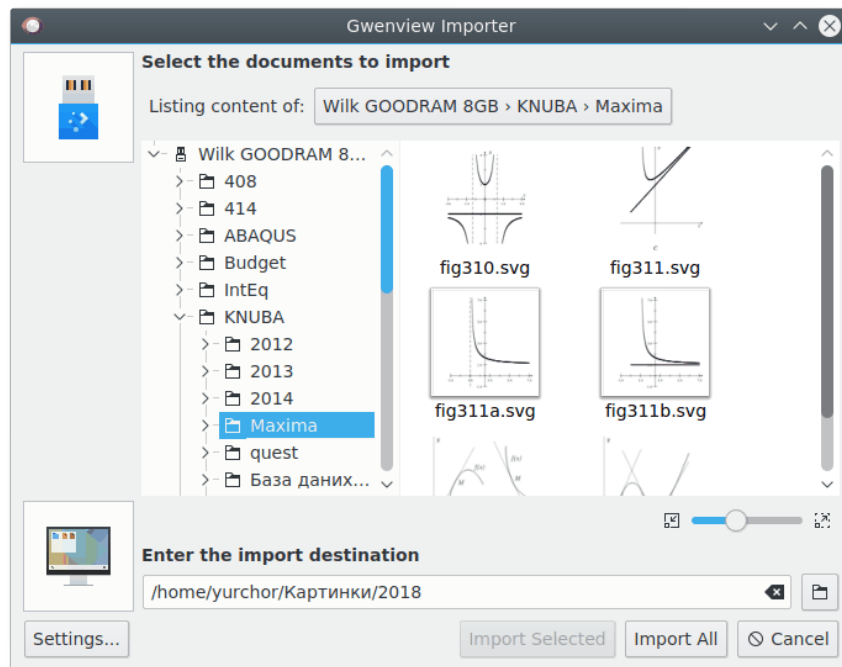 Gwenview Importer
Select the documents to import
Listing content of: Wilk GOODRAM 8GB › KNUBA › Maxima
Wilk GOODRAM 8...
408
414
ABAQUS
Budget
IntEq
KNUBA
2012
2013
2014
Maxima
quest
База даних...
fig310.svg
fig311.svg
fig311a.svg
fig311b.svg
Enter the import destination
/home/yurchor/Картинки/2018
Settings...
Import Selected
Import All
Cancel